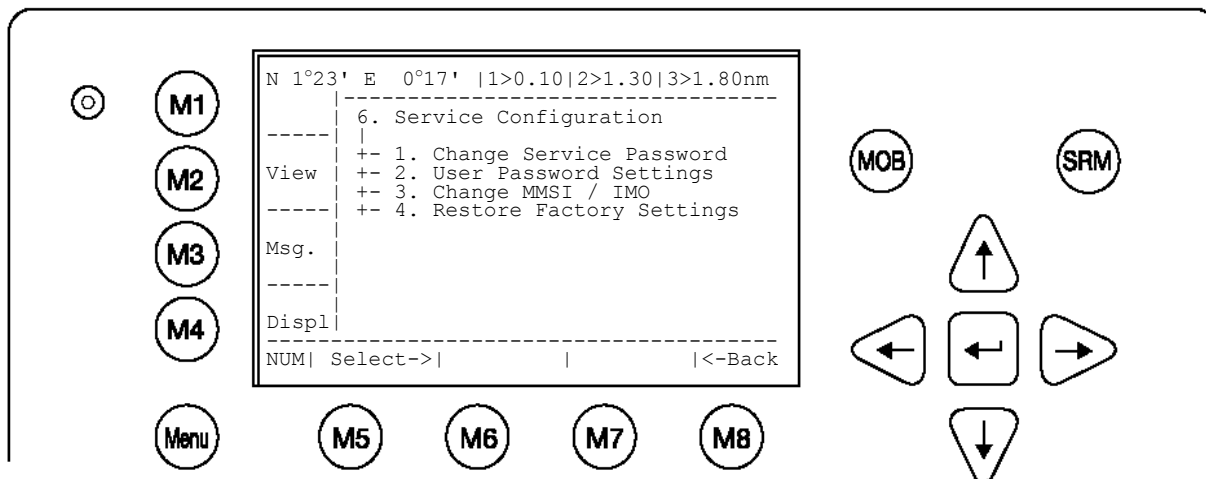 N 1°23' E 0°17' |1>0.10|2>1.30|3>1.80nm
M1
6. Service Configuration
+- 1. Change Service Password
MOB
SRM
M2
View
+- 2. User Password Settings
+- 3. Change MMSI / IMO
+- 4. Restore Factory Settings
M3
Msg.
M4
Displ
NUM| Select->| | |<-Back
Menu
M5
M6
M7
M8